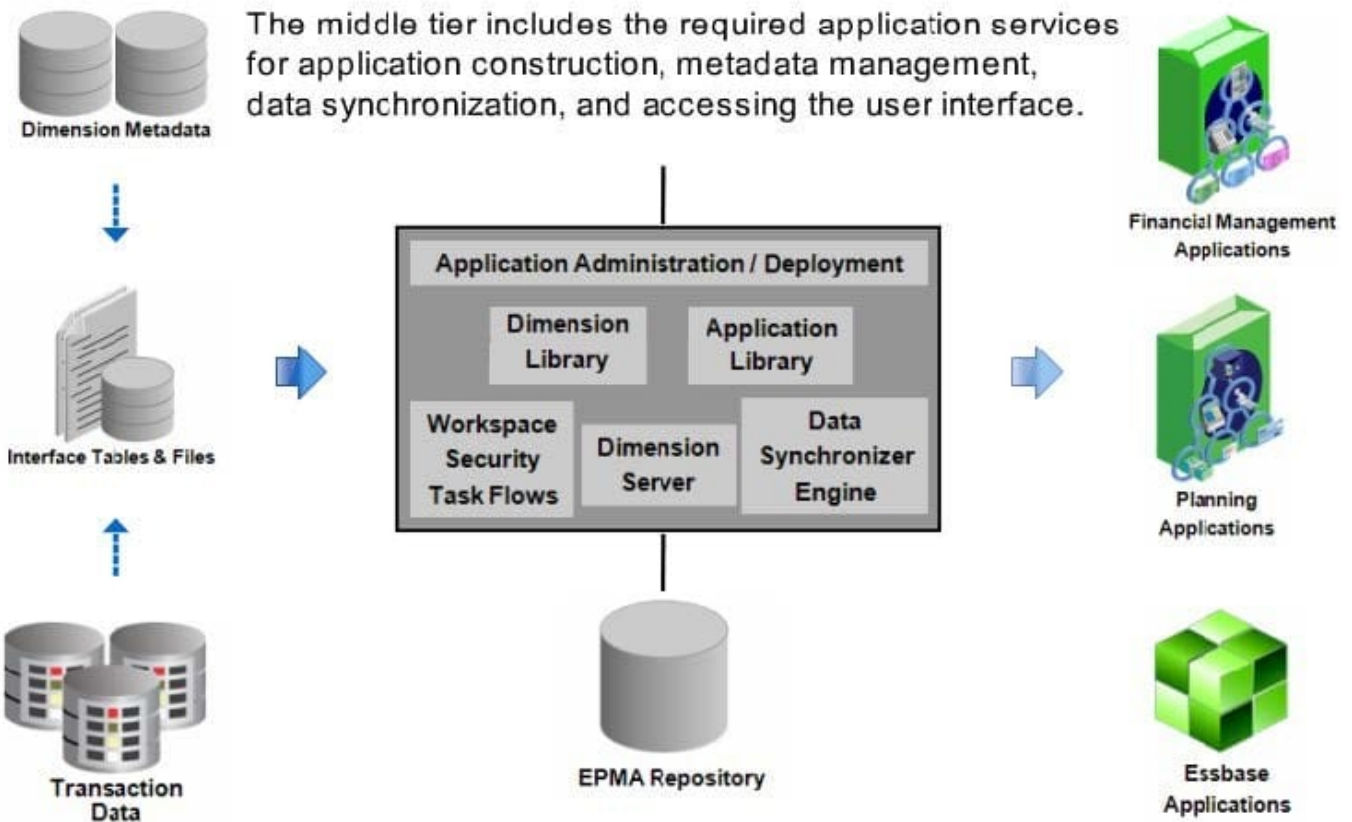 The middle tier includes the required application services
for application construction, metadata management,
data synchronization, and accessing the user interface.
Dimension Metadata
Interface Tables & Files
Transaction
Data
Application Administration / Deployment
Dimension
Library
Application
Library
Workspace
Security
Task Flows
Dimension
Server
Data
Synchronizer
Engine
EPMA Repository
Financial Management
Applications
Planning
Applications
Essbase
Applications